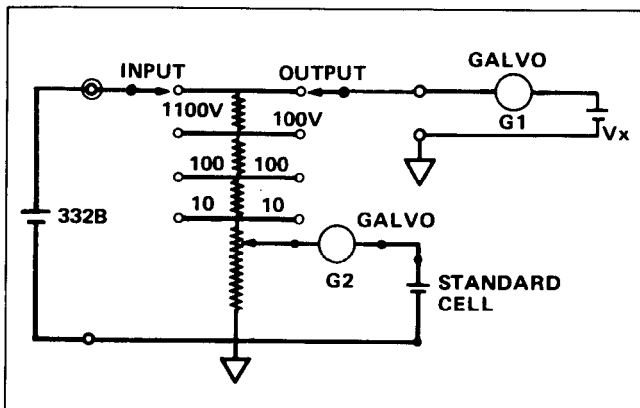 GALVO
INPUT
OUTPUT
G1
1100V
100V
Vx
100
100
10
10
GALVO
332B
G2
STANDARD
CELL